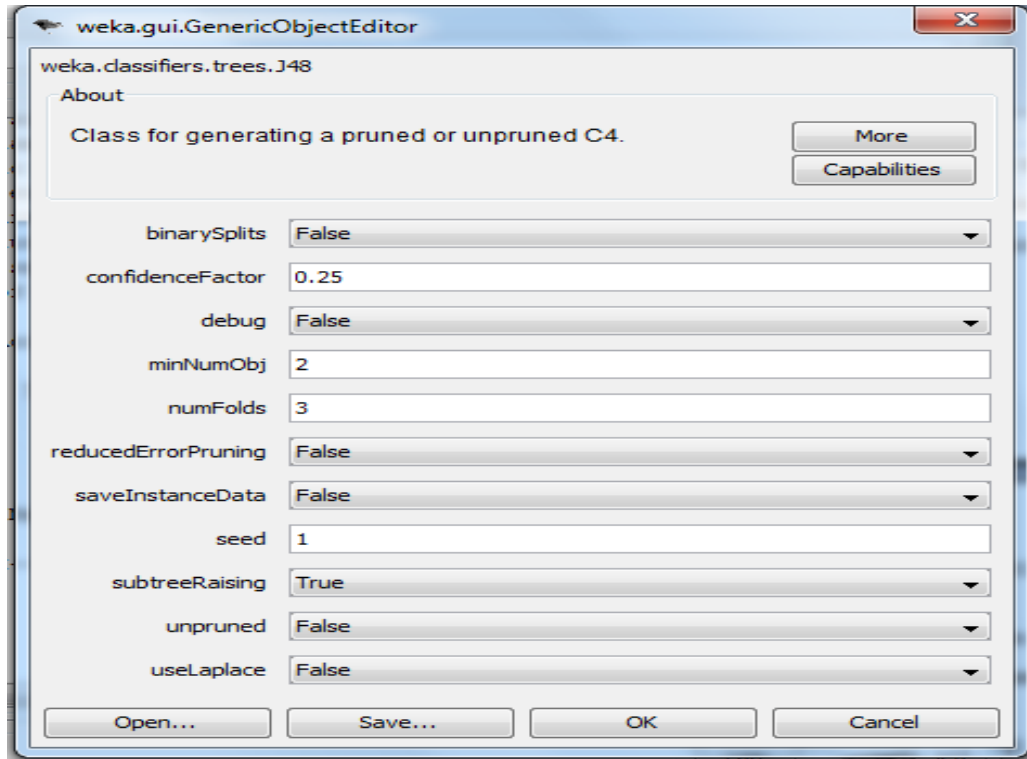 weka.gui.GenericObjectEditor
weka.classifiers.trees.J48
About
Class for generating a pruned or unpruned C4.
More
Capabilities
binarySplits False
confidenceFactor 0.25
debug False
minNumObj 2
numFolds 3
reducedErrorPruning False
saveInstanceData False
seed 1
subtreeRaising True
unpruned False
useLaplace False
Open... Save... OK Cancel